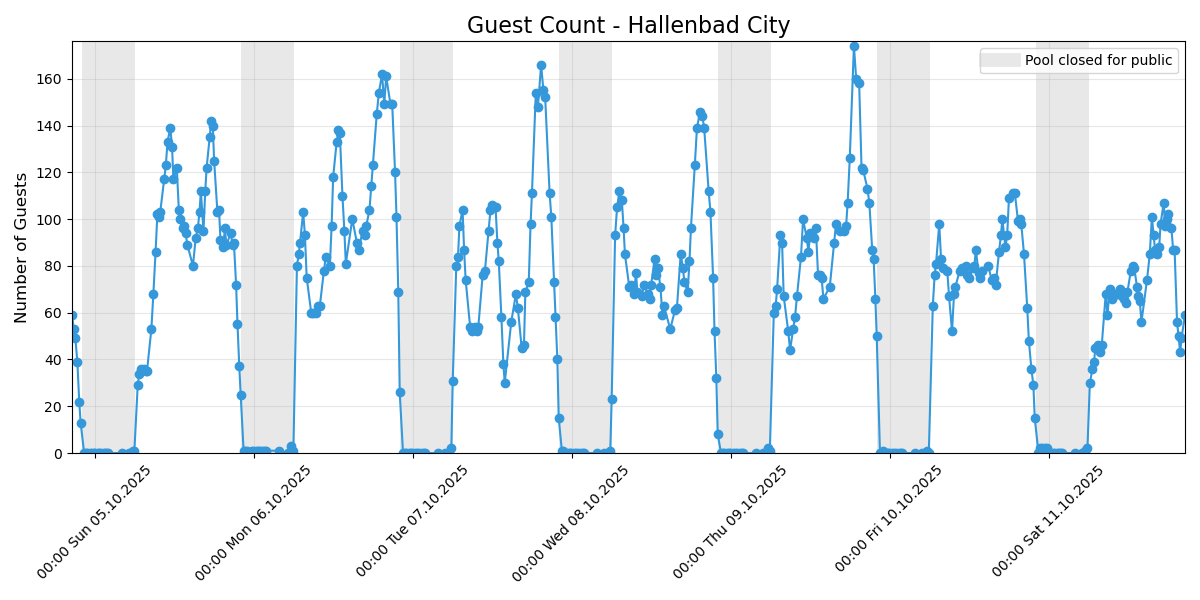 Guest Count - Hallenbad City
Pool closed for public
Number of Guests
160
140
120
100
80
60
40
20
0
00:00 Sun 05.10.2025
00:00 Mon 06.10.2025
00:00 Tue 07.10.2025
00:00 Wed 08.10.2025
00:00 Thu 09.10.2025
00:00 Fri 10.10.2025
00:00 Sat 11.10.2025